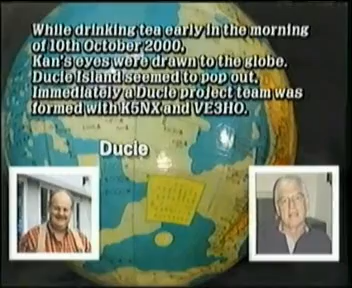 While drinking tea early in the morning
of 10th October 2000,
Kan's eyes were drawn to the globe.
Ducie Island seemed to pop out,
Immediately a Ducie project team was
formed with K5NX and VE3HO.
Ducie